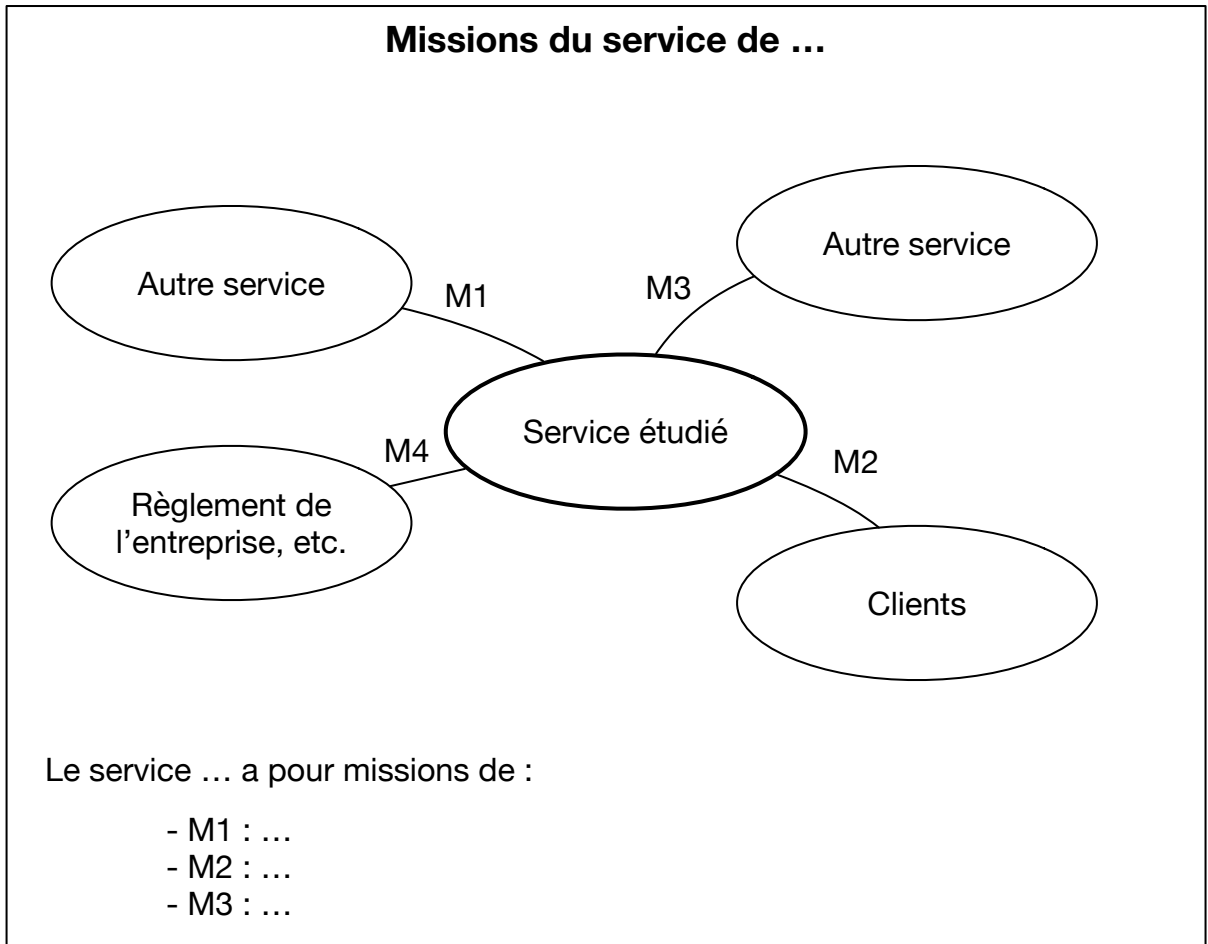 Missions du service de …
Autre service
Autre service
M1
M3
Service étudié
M4
M2
Règlement de
l’entreprise, etc.
Clients
Le service … a pour missions de :
- M1 : …
- M2 : …
- M3 : …